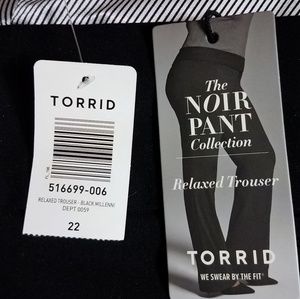 TORRID
516699-006
RELAXED TROUSER - BLACK MILLENNI
DEPT 0059
22
The
NOIR
PANT
Collection
Relaxed Trouser
TORRID
WE SWEAR BY THE FIT®